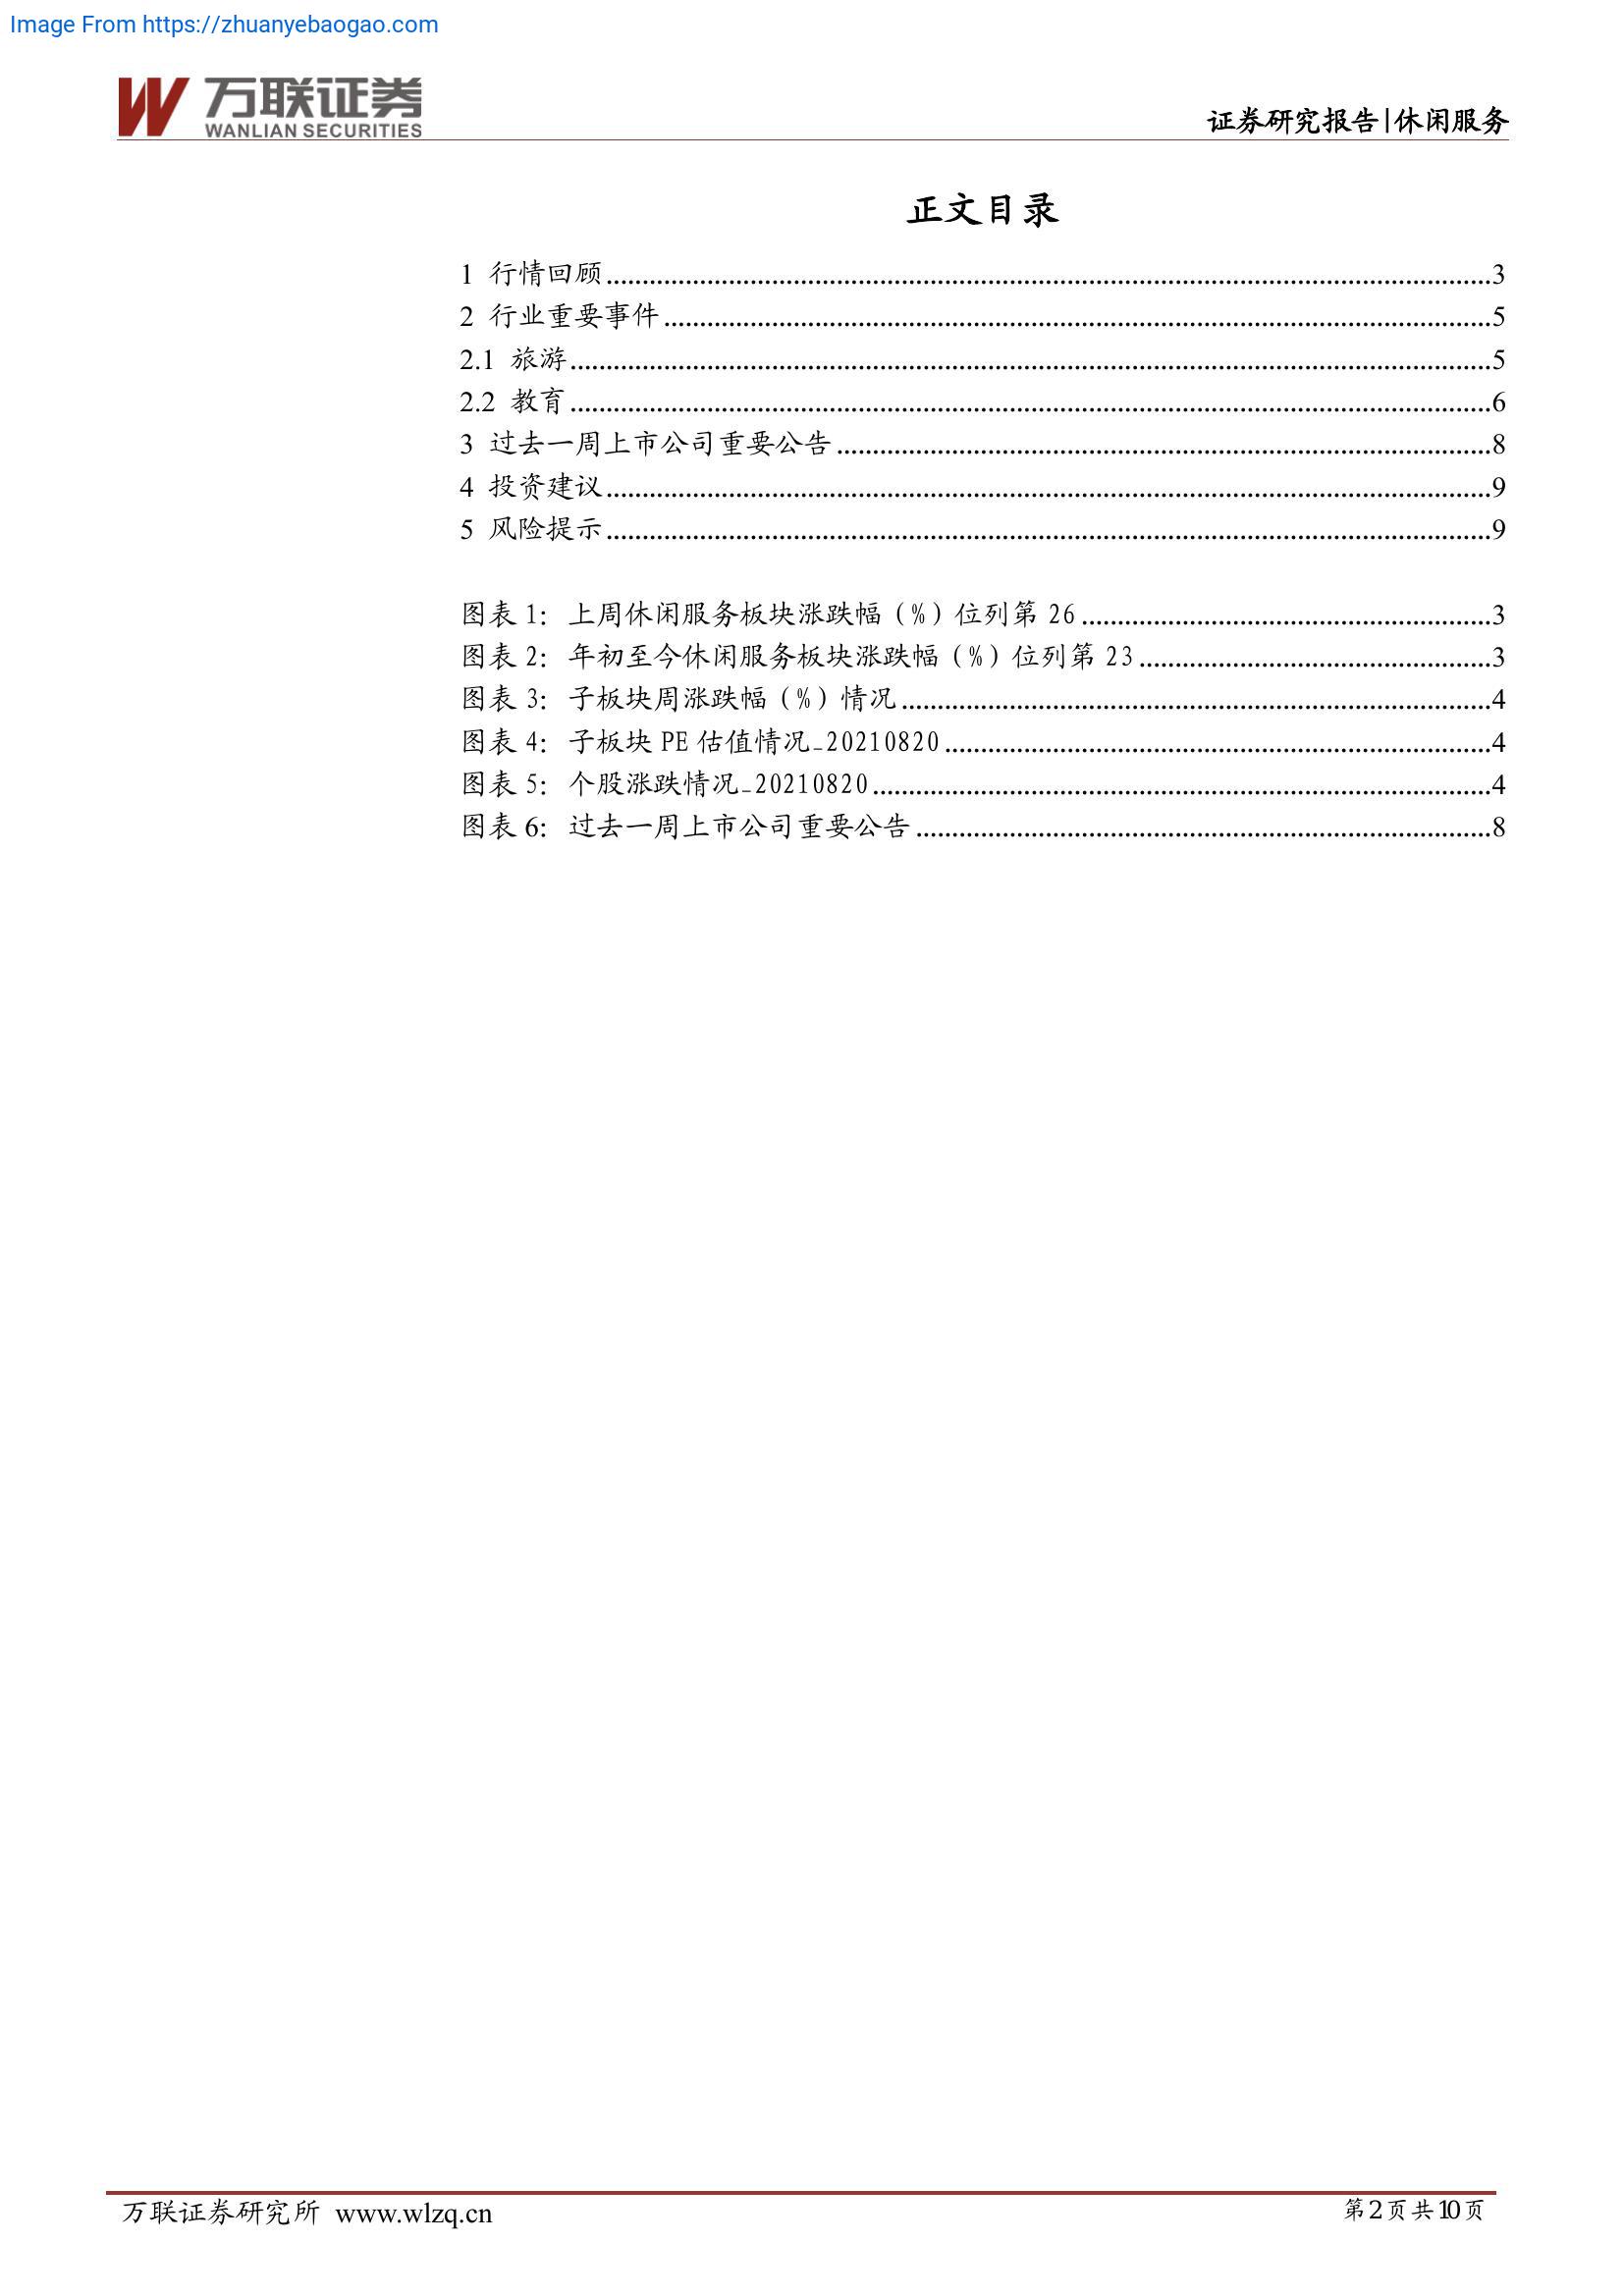 Image From https://zhuanyebaogao.com
万联证券
WANLIAN SECURITIES
证券研究报告|休闲服务
正文目录
1 行情回顾........................3
2 行业重要事件........................5
2.1 旅游........................5
2.2 教育........................6
3 过去一周上市公司重要公告........................8
4 投资建议........................9
5 风险提示........................9
图表 1: 上周休闲服务板块涨跌幅（%）位列第 26........................3
图表 2: 年初至今休闲服务板块涨跌幅（%）位列第 23........................3
图表 3: 子板块周涨跌幅（%）情况........................4
图表 4: 子板块 PE 估值情况_20210820........................4
图表 5: 个股涨跌情况_20210820........................4
图表 6: 过去一周上市公司重要公告........................8
万联证券研究所 www.wlzq.cn
第2页共10页